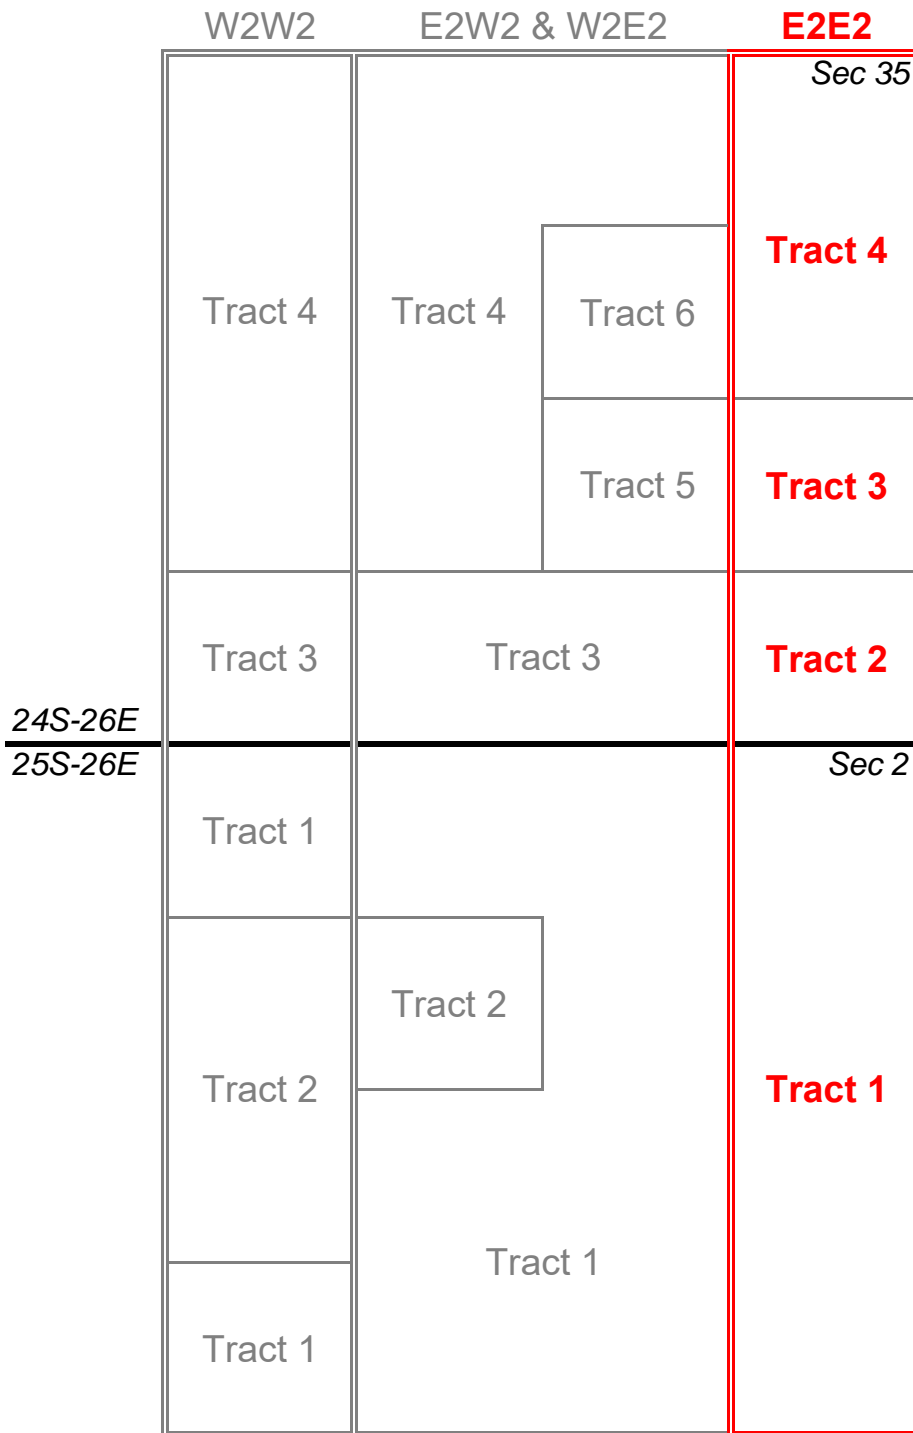 W2W2 E2W2 & W2E2 E2E2
Sec 35
Tract 4
Tract 4 Tract 4 Tract 6
Tract 5 Tract 3
Tract 3 Tract 3 Tract 2
24S-26E
25S-26E Sec 2
Tract 1
Tract 2
Tract 2 Tract 1
Tract 1
Tract 1